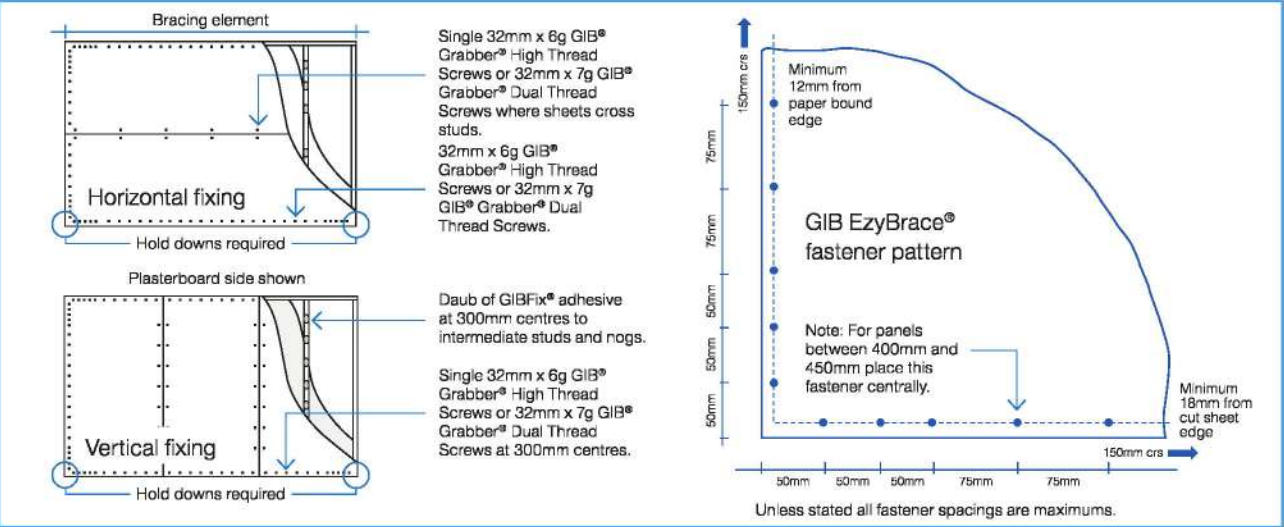 Bracing element
Horizontal fixing
Hold downs required
Single 32mm x 6g GIB®
Grabber® High Thread
Screws or 32mm x 7g GIB®
Grabber® Dual Thread
Screws where sheets cross
studs.
32mm x 6g GIB®
Grabber® High Thread
Screws or 32mm x 7g
GIB® Grabber® Dual
Thread Screws.
Plasterboard side shown
Vertical fixing
Hold downs required
Daub of GIBFix® adhesive
at 300mm centres to
intermediate studs and nogs.
Single 32mm x 6g GIB®
Grabber® High Thread
Screws or 32mm x 7g GIB®
Grabber® Dual Thread
Screws at 300mm centres.
150mm crs
75mm
75mm
50mm
50mm
50mm
Minimum
12mm from
paper bound
edge
GIB EzyBrace®
fastener pattern
Note: For panels
between 400mm and
450mm place this
fastener centrally.
Minimum
18mm from
cut sheet
edge
150mm crs
50mm
50mm
50mm
75mm
75mm
Unless stated all fastener spacings are maximums.